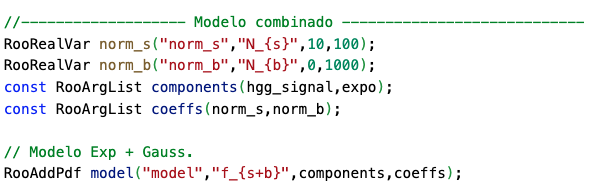 //------------------- Modelo combinado ----------------------------
RooRealVar norm_s("norm_s","N_{s}",10,100);
RooRealVar norm_b("norm_b","N_{b}",0,1000);
const RooArgList components(hgg_signal,expo);
const RooArgList coeffs(norm_s,norm_b);
// Modelo Exp + Gauss.
RooAddPdf model("model","f_{s+b}",components,coeffs);